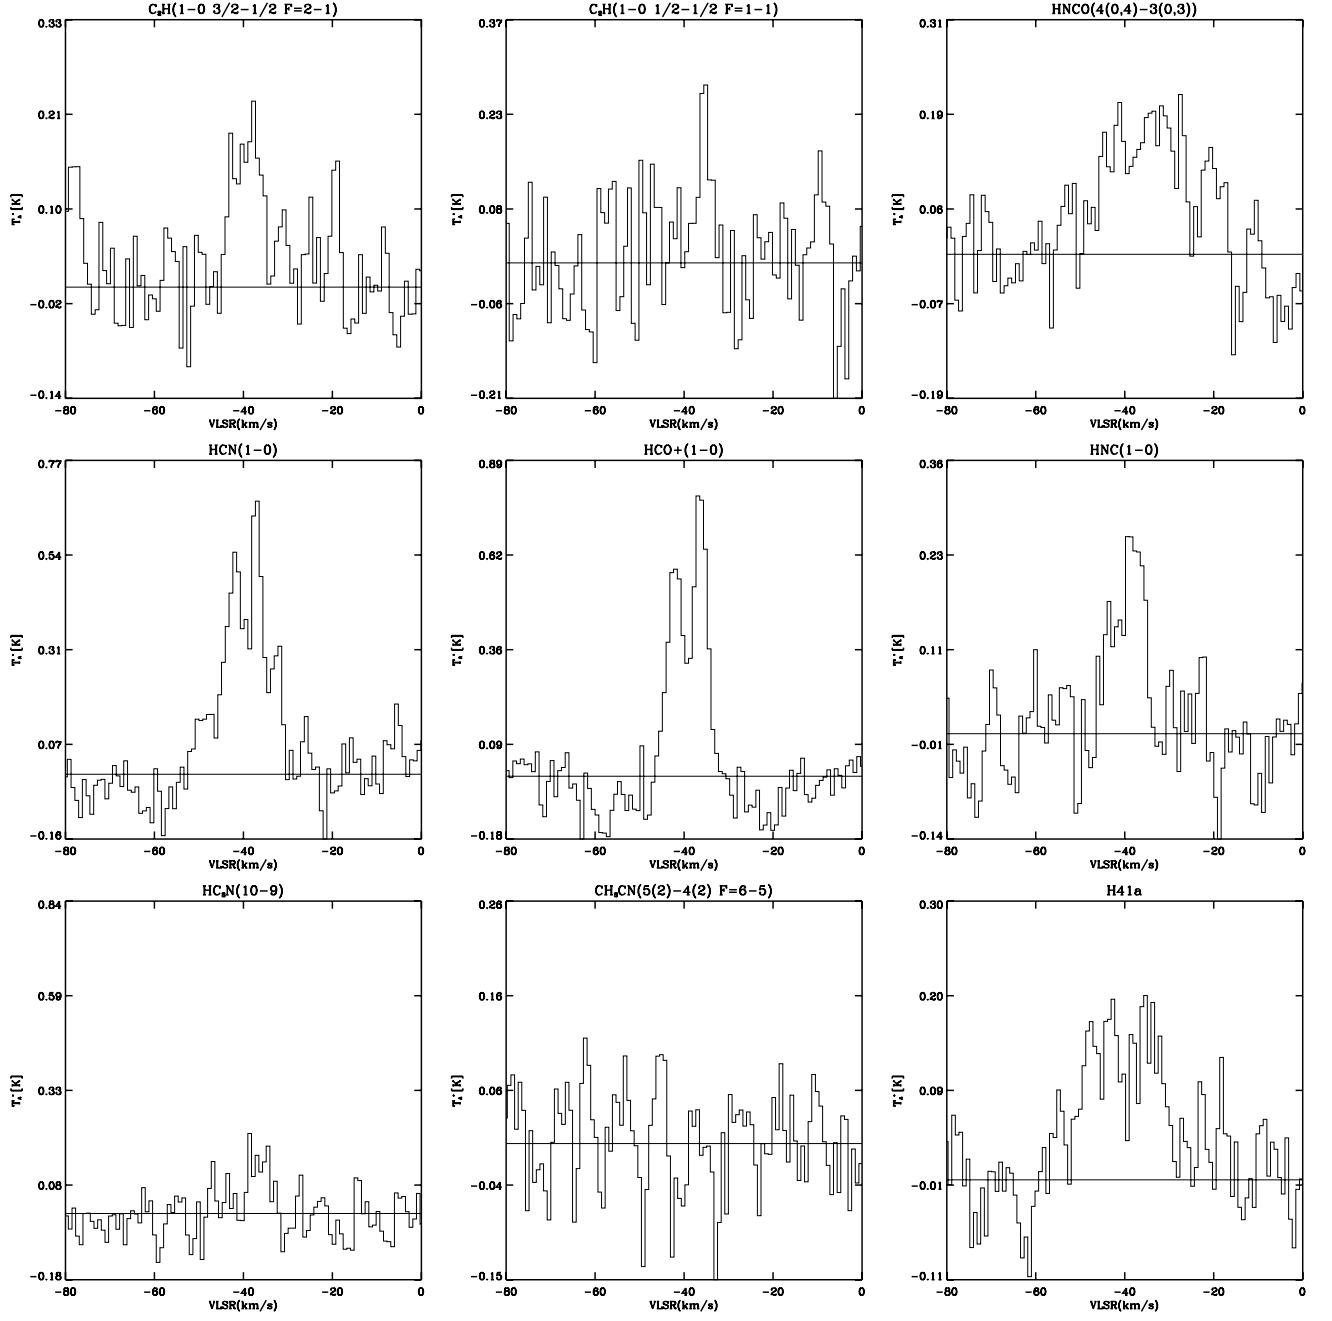 C₂H(1-0 3/2-1/2 F=2-1) C₂H(1-0 1/2-1/2 F=1-1) HNCO(4(0,4)-3(0,3))
0.33 0.37 0.31
0.21 0.23 0.19
0.10 0.08 0.06
-0.02 -0.06 -0.07
-0.14 -0.21 -0.19
T*A [K] T*A [K] T*A [K]
-80 -60 -40 -20 0 -80 -60 -40 -20 0 -80 -60 -40 -20 0
VLSR(km/s) VLSR(km/s) VLSR(km/s)
HCN(1-0) HCO+(1-0) HNC(1-0)
0.77 0.89 0.36
0.54 0.62 0.23
0.31 0.36 0.11
0.07 0.09 -0.01
-0.16 -0.18 -0.14
T*A [K] T*A [K] T*A [K]
-80 -60 -40 -20 0 -80 -60 -40 -20 0 -80 -60 -40 -20 0
VLSR(km/s) VLSR(km/s) VLSR(km/s)
HC₃N(10-9) CH₃CN(5(2)-4(2) F=6-5) H41a
0.84 0.26 0.30
0.59 0.16 0.20
0.33 0.06 0.09
0.08 -0.04 -0.01
-0.18 -0.15 -0.11
T*A [K] T*A [K] T*A [K]
-80 -60 -40 -20 0 -80 -60 -40 -20 0 -80 -60 -40 -20 0
VLSR(km/s) VLSR(km/s) VLSR(km/s)